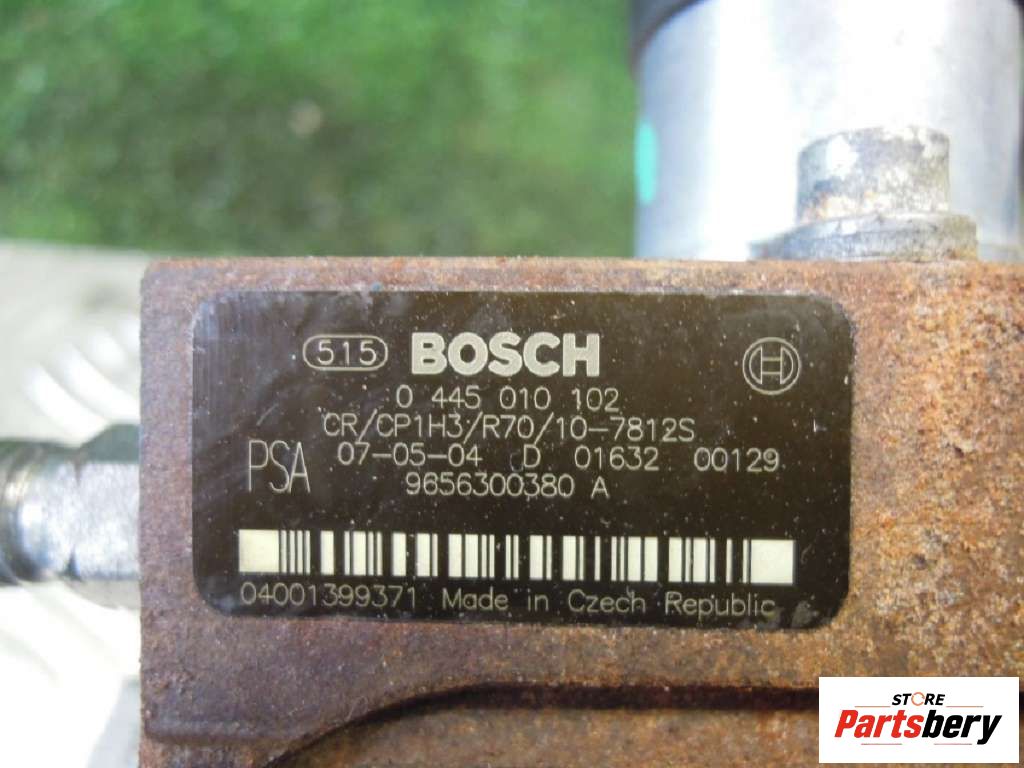 515 BOSCH
0 445 010 102
CR/CP1H3/R70/10-7812S
PSA 07-05-04 D 01632 00129
9656300380 A
04001399371 Made in Czech Republic
STORE
Partsbery